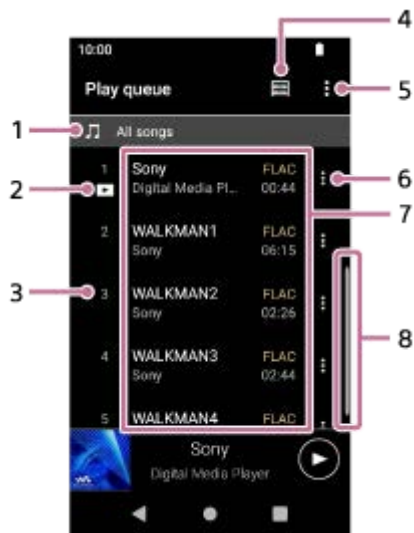 4
10:00
Play queue
5
1
All songs
1 Sony FLAC
6
2
Digital Media Pl... 00:44
7
2 WALKMAN1 FLAC
Sony 06:15
3
3 WALKMAN2 FLAC
Sony 02:26
8
4 WALKMAN3 FLAC
Sony 02:44
5 WALKMAN4 FLAC
Sony
Digital Media Player